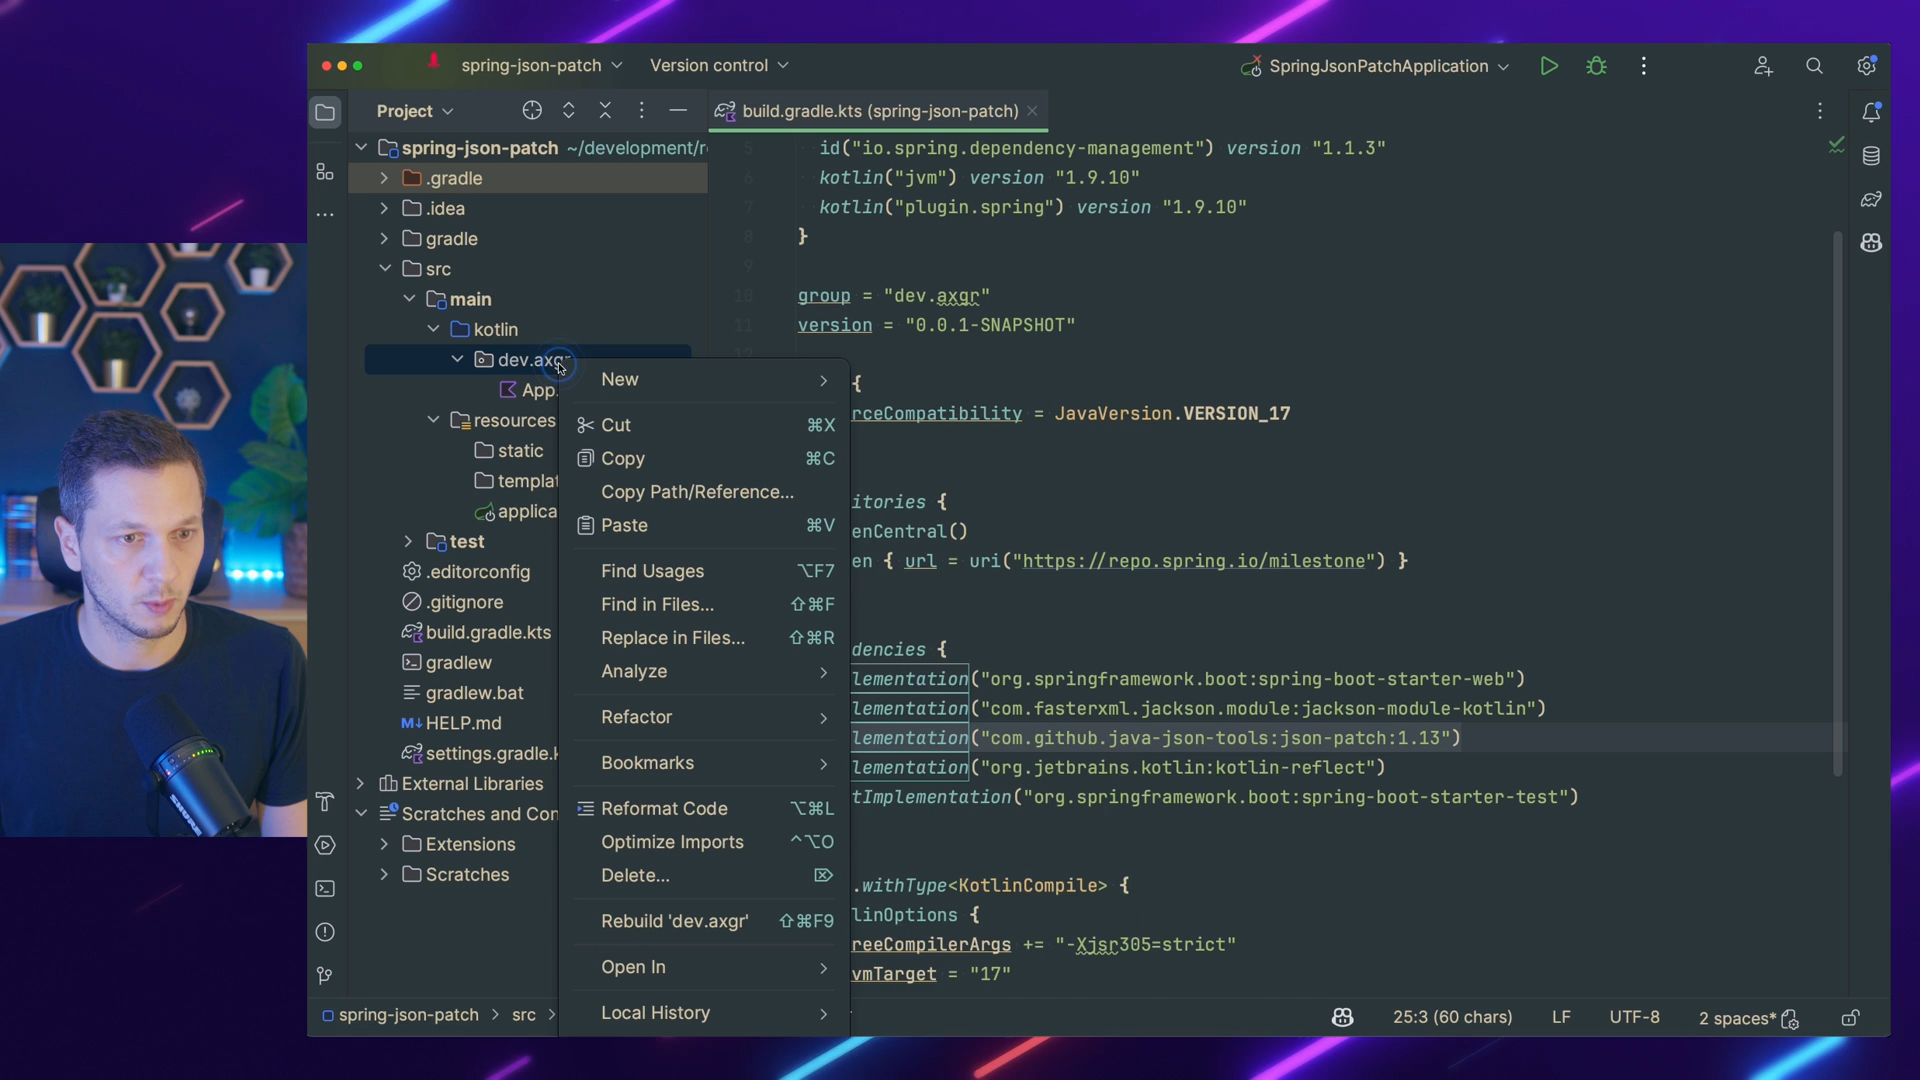 spring-json-patch
Version control
SpringJsonPatchApplication
Project
build.gradle.kts (spring-json-patch)
spring-json-patch ~/development/r
.gradle
.idea
gradle
src
main
kotlin
dev.axgr
App.
resources
static
templat
applica
test
.editorconfig
.gitignore
build.gradle.kts
gradlew
gradlew.bat
M↓ HELP.md
settings.gradle.k
External Libraries
Scratches and Con
Extensions
Scratches
New
Cut ⌘X
Copy ⌘C
Copy Path/Reference...
Paste ⌘V
Find Usages ⌥F7
Find in Files... ⇧⌘F
Replace in Files... ⇧⌘R
Analyze
Refactor
Bookmarks
Reformat Code ⌥⌘L
Optimize Imports ^⌥O
Delete... ⌦
Rebuild 'dev.axgr' ⇧⌘F9
Open In
Local History
5 id("io.spring.dependency-management") version "1.1.3"
6 kotlin("jvm") version "1.9.10"
7 kotlin("plugin.spring") version "1.9.10"
8 }
9
10 group = "dev.axgr"
11 version = "0.0.1-SNAPSHOT"
12
{
rceCompatibility = JavaVersion.VERSION_17
itories {
enCentral()
en { url = uri("https://repo.spring.io/milestone") }
dencies {
lementation("org.springframework.boot:spring-boot-starter-web")
lementation("com.fasterxml.jackson.module:jackson-module-kotlin")
lementation("com.github.java-json-tools:json-patch:1.13")
lementation("org.jetbrains.kotlin:kotlin-reflect")
tImplementation("org.springframework.boot:spring-boot-starter-test")
.withType<KotlinCompile> {
linOptions {
reeCompilerArgs += "-Xjsr305=strict"
vmTarget = "17"
spring-json-patch > src >
25:3 (60 chars) LF UTF-8 2 spaces*
SHURE